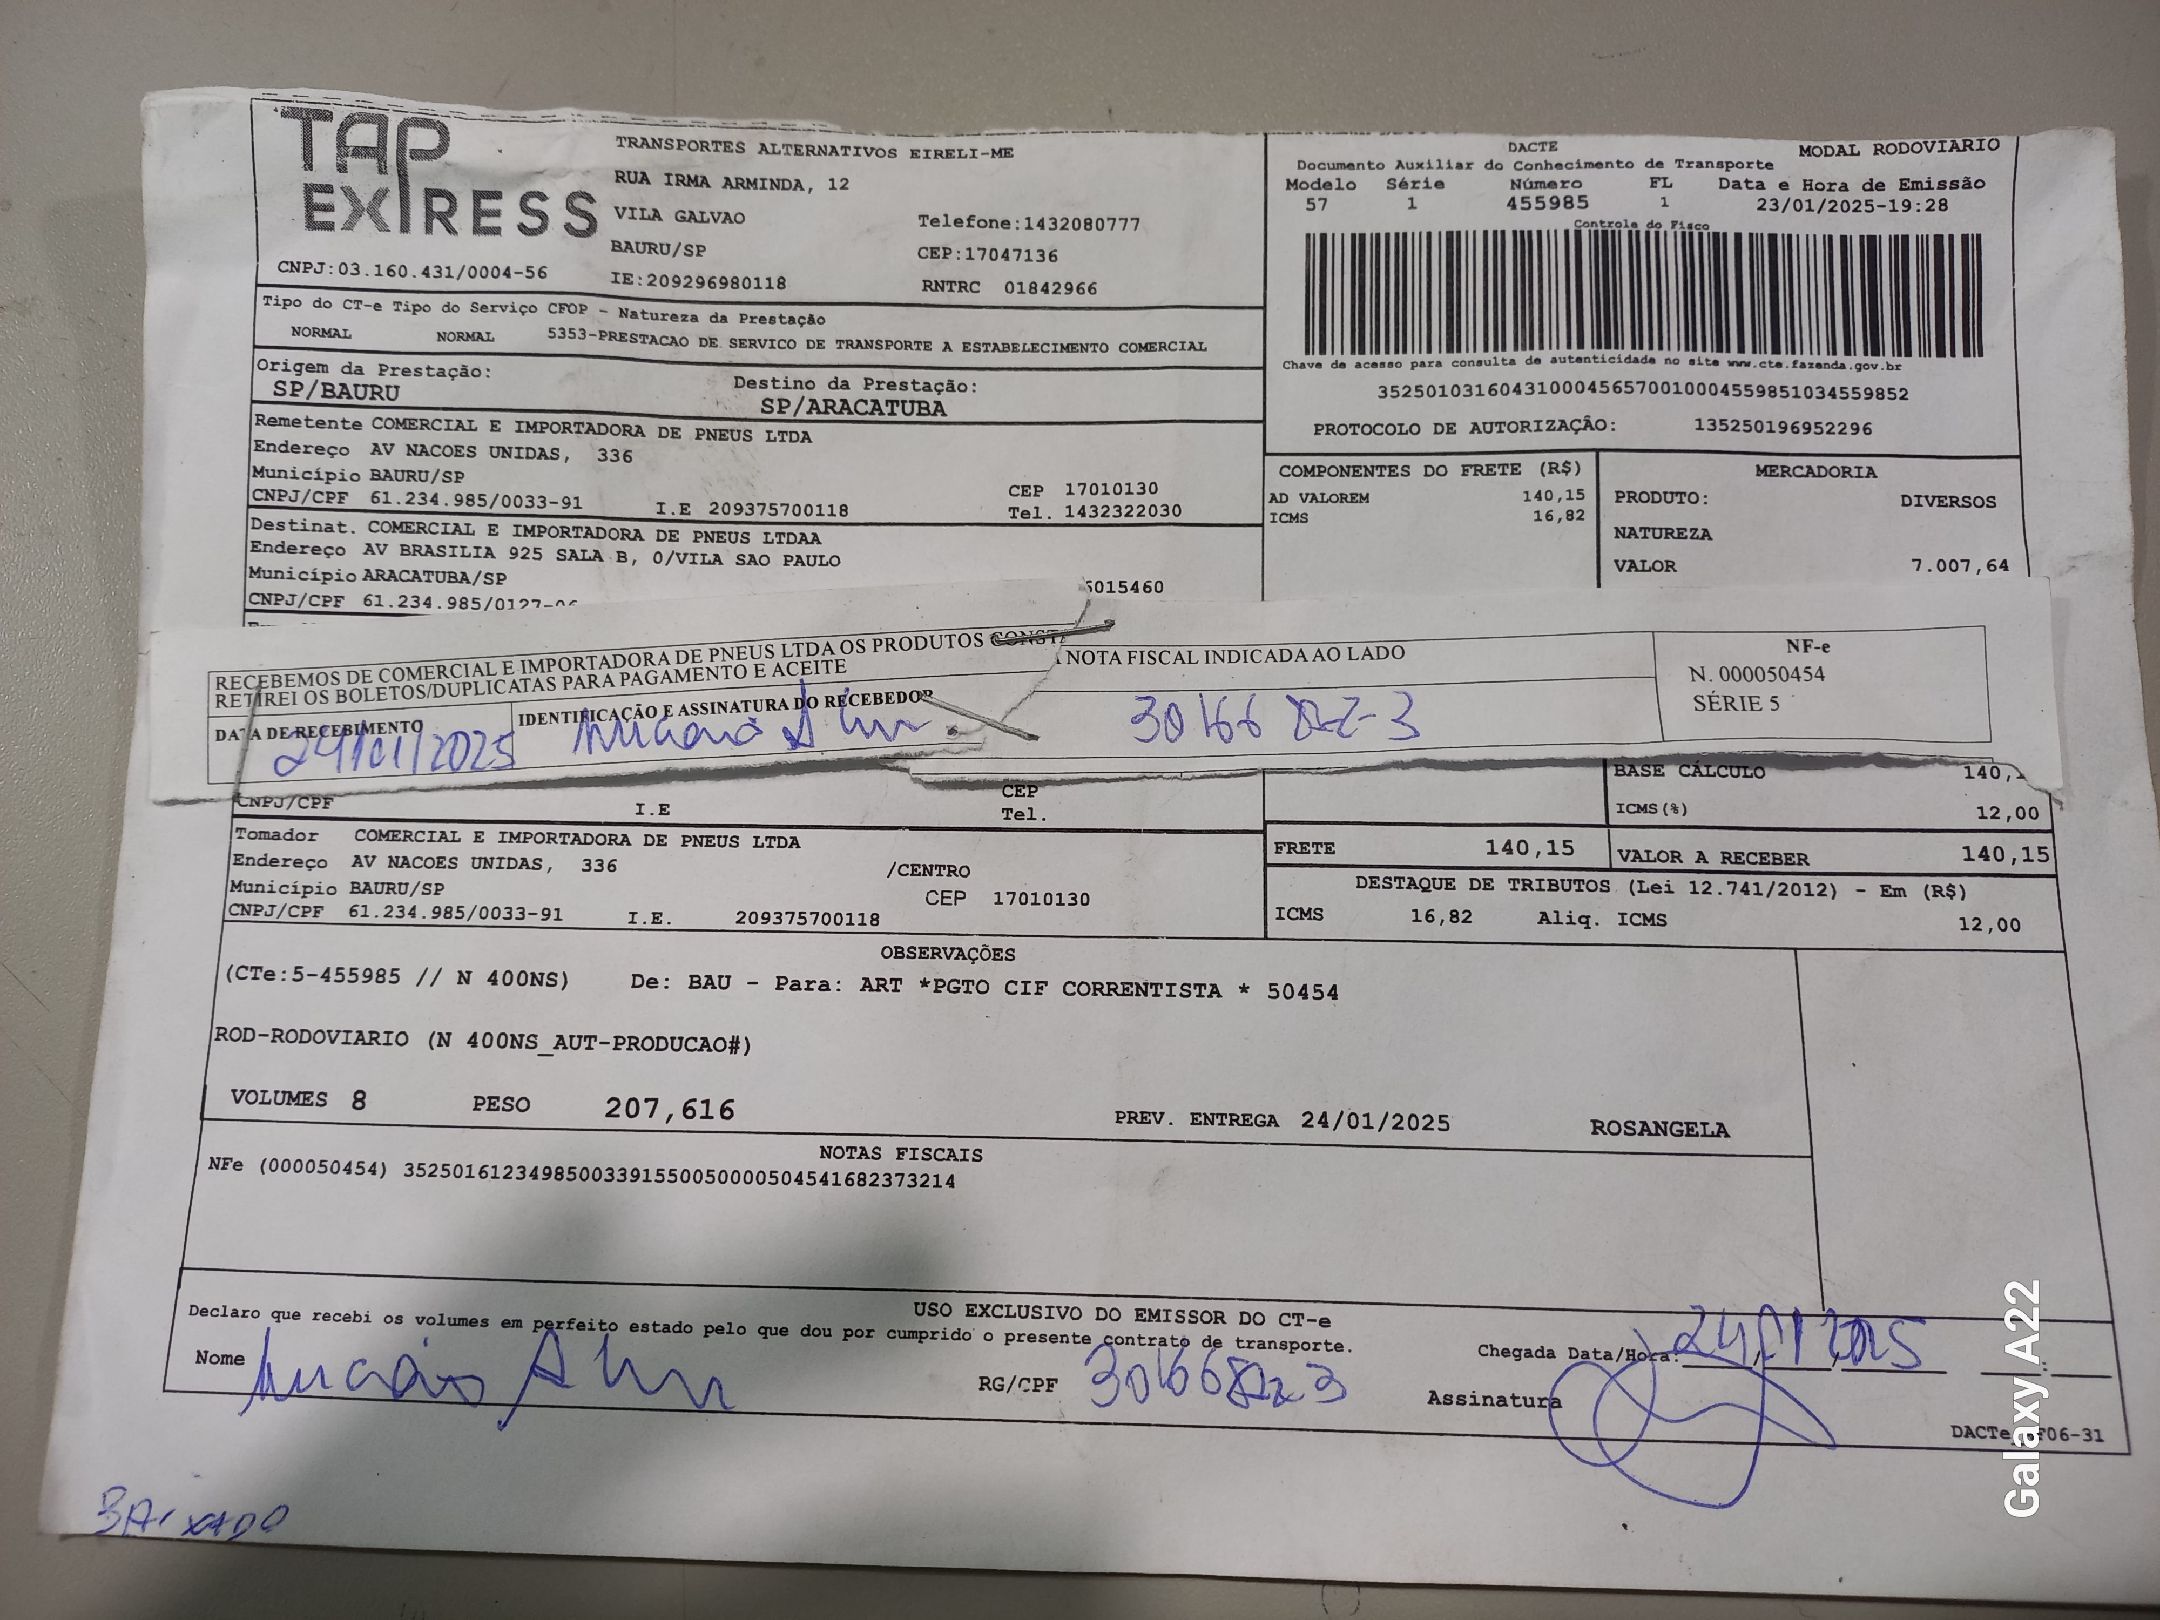 TAP EXPRESS
TRANSPORTES ALTERNATIVOS EIRELI-ME
RUA IRMA ARMINDA, 12
VILA GALVAO
Telefone:1432080777
BAURU/SP
CEP:17047136
CNPJ:03.160.431/0004-56
IE:209296980118
RNTRC 01842966
DACTE
MODAL RODOVIARIO
Documento Auxiliar do Conhecimento de Transporte
Modelo Série Número FL Data e Hora de Emissão
57 1 455985 1 23/01/2025-19:28
Controle do Fisco
Chave de acesso para consulta de autenticidade no site www.cte.fazenda.gov.br
35250103160431000456570010004559851034559852
PROTOCOLO DE AUTORIZAÇÃO: 135250196952296
Tipo do CT-e Tipo do Serviço CFOP - Natureza da Prestação
NORMAL NORMAL 5353-PRESTACAO DE SERVICO DE TRANSPORTE A ESTABELECIMENTO COMERCIAL
Origem da Prestação: Destino da Prestação:
SP/BAURU SP/ARACATUBA
Remetente COMERCIAL E IMPORTADORA DE PNEUS LTDA
Endereço AV NACOES UNIDAS, 336
Município BAURU/SP CEP 17010130
CNPJ/CPF 61.234.985/0033-91 I.E 209375700118 Tel. 1432322030
Destinat. COMERCIAL E IMPORTADORA DE PNEUS LTDAA
Endereço AV BRASILIA 925 SALA B, 0/VILA SAO PAULO
Município ARACATUBA/SP 5015460
CNPJ/CPF 61.234.985/0127-06
COMPONENTES DO FRETE (R$)
AD VALOREM 140,15
ICMS 16,82
MERCADORIA
PRODUTO: DIVERSOS
NATUREZA
VALOR 7.007,64
RECEBEMOS DE COMERCIAL E IMPORTADORA DE PNEUS LTDA OS PRODUTOS CONSTA
A NOTA FISCAL INDICADA AO LADO
RETIREI OS BOLETOS/DUPLICATAS PARA PAGAMENTO E ACEITE
DATA DE RECEBIMENTO
24/01/2025
IDENTIFICAÇÃO E ASSINATURA DO RECEBEDOR
NF-e
N. 000050454
SÉRIE 5
BASE CÁLCULO
ICMS(%) 12,00
CNPJ/CPF I.E CEP
Tel.
Tomador COMERCIAL E IMPORTADORA DE PNEUS LTDA
Endereço AV NACOES UNIDAS, 336 /CENTRO
Município BAURU/SP CEP 17010130
CNPJ/CPF 61.234.985/0033-91 I.E. 209375700118
FRETE 140,15 VALOR A RECEBER 140,15
DESTAQUE DE TRIBUTOS (Lei 12.741/2012) - Em (R$)
ICMS 16,82 Aliq. ICMS 12,00
OBSERVAÇÕES
(CTe:5-455985 // N 400NS) De: BAU - Para: ART *PGTO CIF CORRENTISTA * 50454
ROD-RODOVIARIO (N 400NS_AUT-PRODUCAO#)
VOLUMES 8 PESO 207,616 PREV. ENTREGA 24/01/2025 ROSANGELA
NOTAS FISCAIS
NFe (000050454) 35250161234985003391550050000504541682373214
USO EXCLUSIVO DO EMISSOR DO CT-e
Declaro que recebi os volumes em perfeito estado pelo que dou por cumprido o presente contrato de transporte.
Nome
RG/CPF
Chegada Data/Hora: 24/01/2025 :
Assinatura
BAIXADO
Galaxy A22